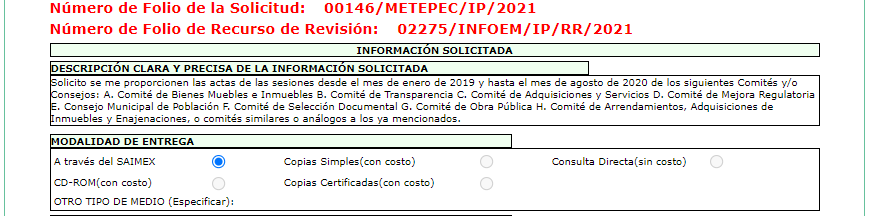 Número de Folio de la Solicitud: 00146/METEPEC/IP/2021
Número de Folio de Recurso de Revisión: 02275/INFOEM/IP/RR/2021
INFORMACIÓN SOLICITADA
DESCRIPCIÓN CLARA Y PRECISA DE LA INFORMACIÓN SOLICITADA
Solicito se me proporcionen las actas de las sesiones desde el mes de enero de 2019 y hasta el mes de agosto de 2020 de los siguientes Comités y/o
Consejos: A. Comité de Bienes Muebles e Inmuebles B. Comité de Transparencia C. Comité de Adquisiciones y Servicios D. Comité de Mejora Regulatoria
E. Consejo Municipal de Población F. Comité de Selección Documental G. Comité de Obra Pública H. Comité de Arrendamientos, Adquisiciones de
Inmuebles y Enajenaciones, o comités similares o análogos a los ya mencionados.
MODALIDAD DE ENTREGA
A través del SAIMEX Copias Simples(con costo) Consulta Directa(sin costo)
CD-ROM(con costo) Copias Certificadas(con costo)
OTRO TIPO DE MEDIO (Especificar):